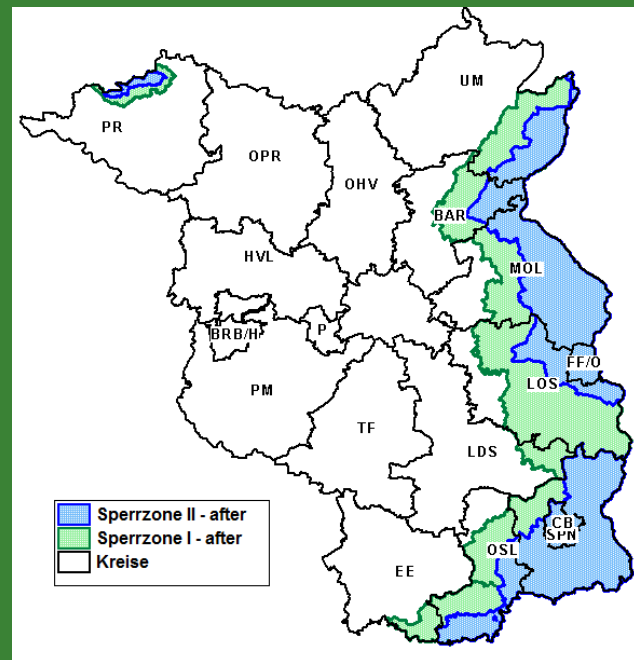 UM
PR
OPR
OHV
BAR
HVL
MOL
BRB/H
P
FF/O
LOS
PM
TF
LDS
CB
SPN
OSL
EE
Sperrzone II - after
Sperrzone I - after
Kreise